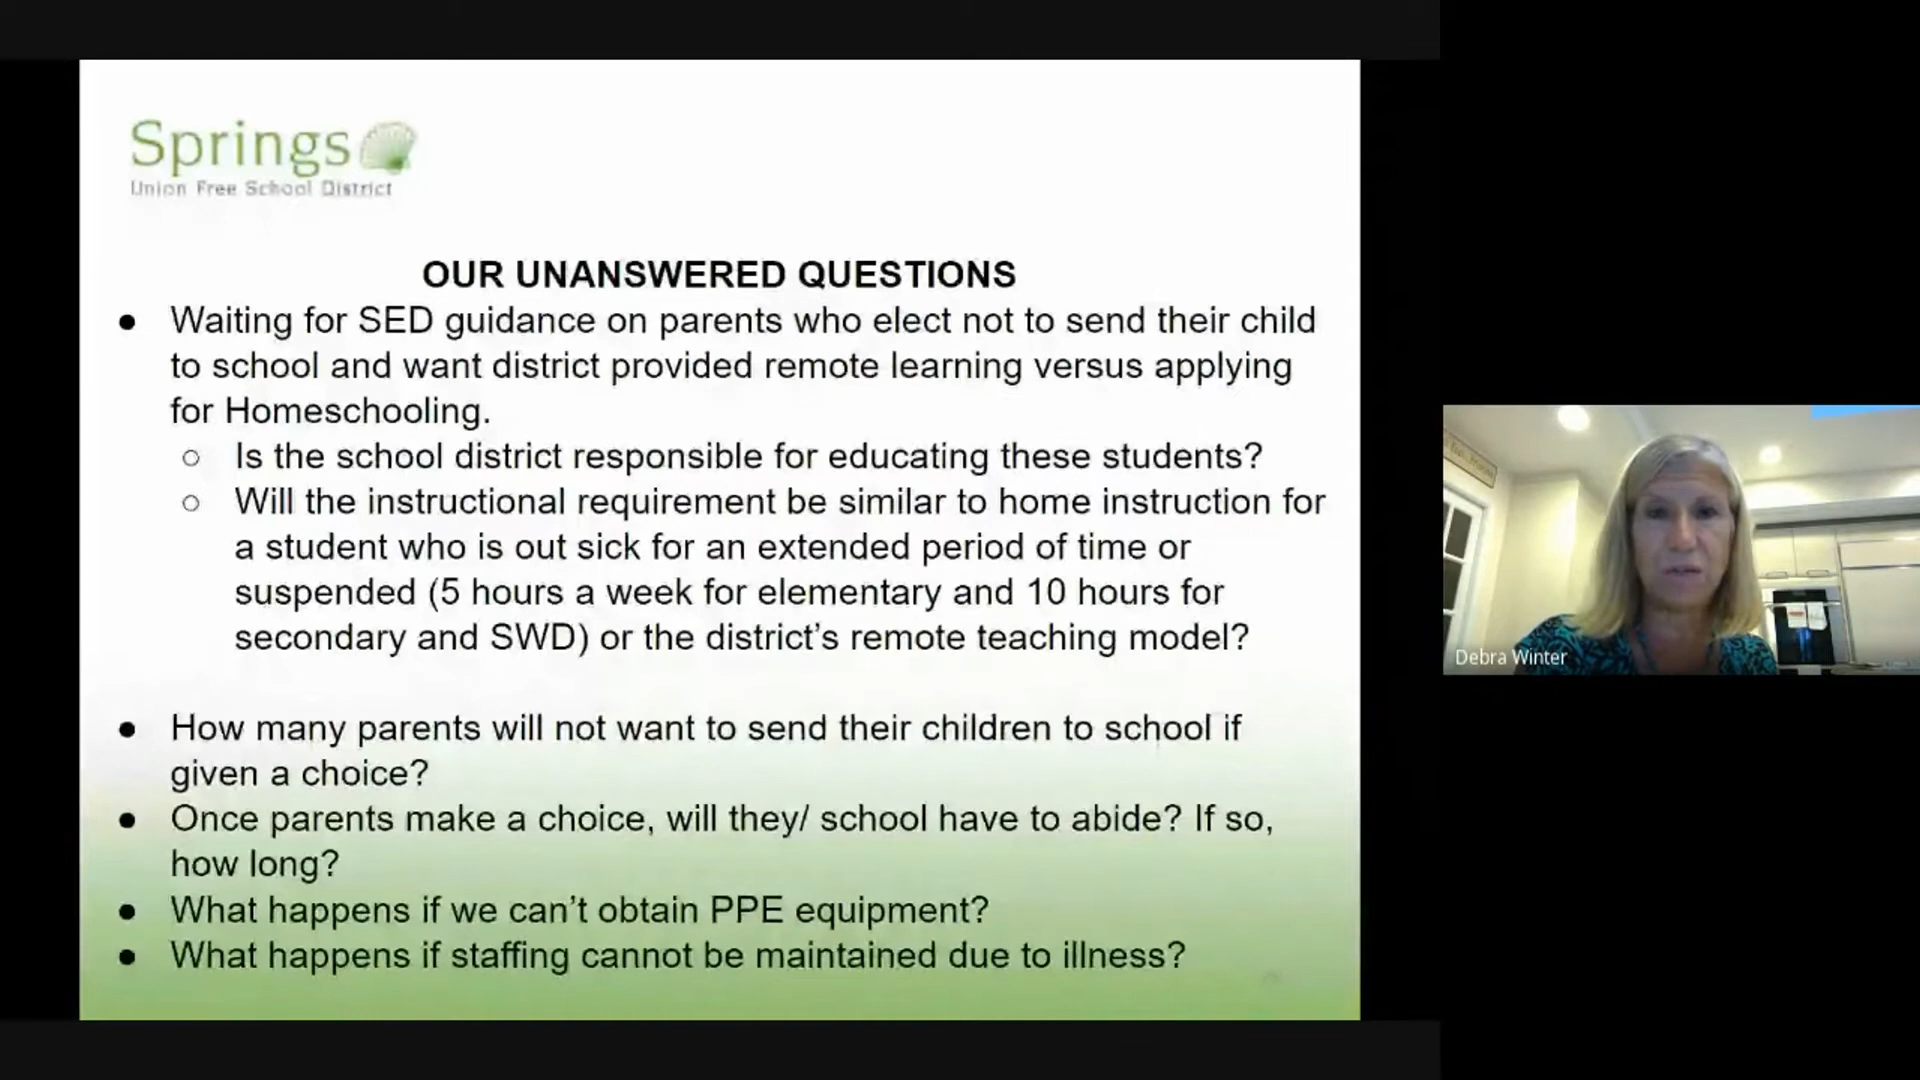 Springs
Union Free School District
OUR UNANSWERED QUESTIONS
● Waiting for SED guidance on parents who elect not to send their child
to school and want district provided remote learning versus applying
for Homeschooling.
○ Is the school district responsible for educating these students?
○ Will the instructional requirement be similar to home instruction for
a student who is out sick for an extended period of time or
suspended (5 hours a week for elementary and 10 hours for
secondary and SWD) or the district’s remote teaching model?
● How many parents will not want to send their children to school if
given a choice?
● Once parents make a choice, will they/ school have to abide? If so,
how long?
● What happens if we can’t obtain PPE equipment?
● What happens if staffing cannot be maintained due to illness?
Debra Winter